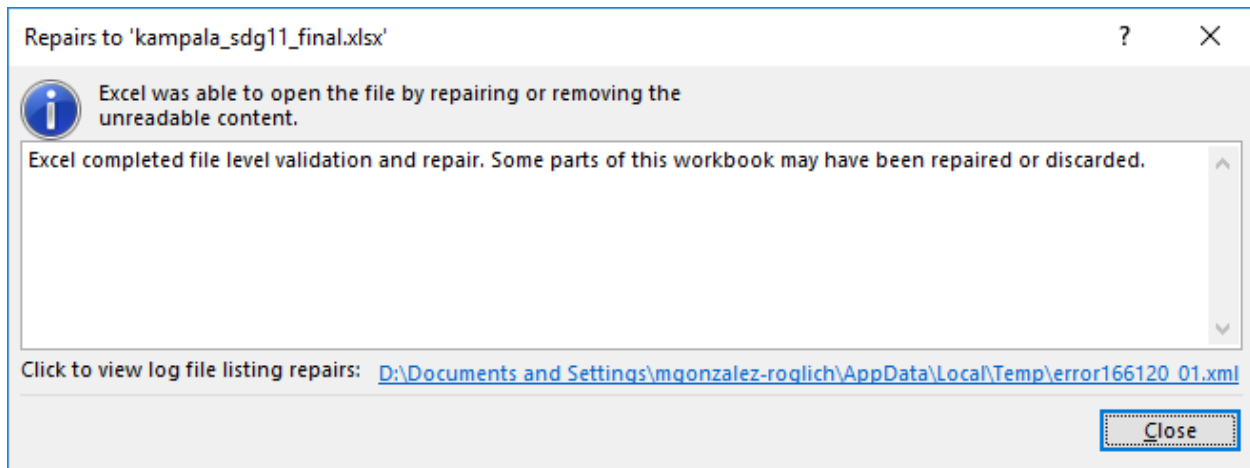 Repairs to 'kampala_sdg11_final.xlsx'
?
Excel was able to open the file by repairing or removing the
unreadable content.
Excel completed file level validation and repair. Some parts of this workbook may have been repaired or discarded.
Click to view log file listing repairs: D:\Documents and Settings\mgonzalez-roglich\AppData\Local\Temp\error166120_01.xml
Close